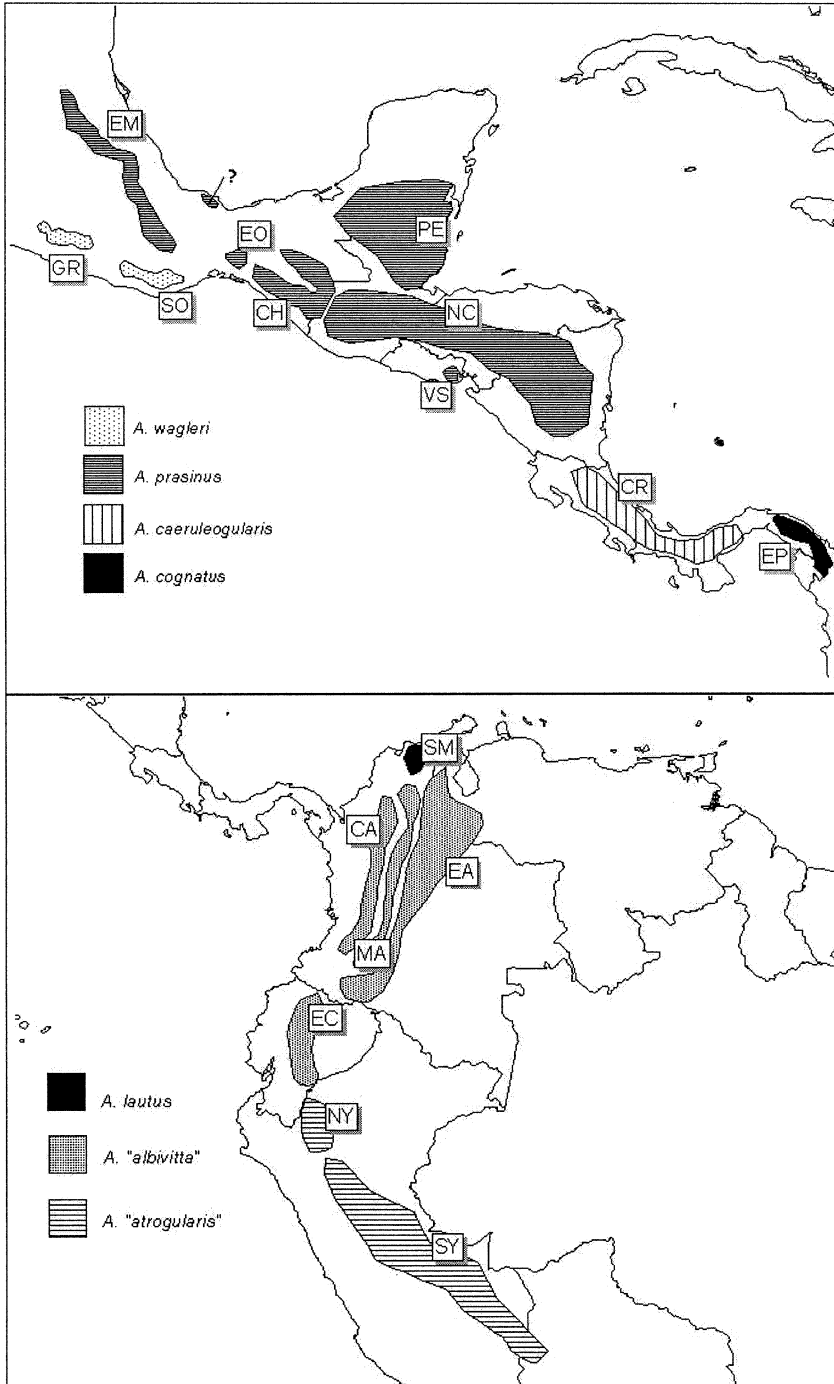 EM
?
EO
PE
GR
SO
CH
NC
VS
A. wagleri
A. prasinus
CR
A. caeruleogularis
EP
A. cognatus
SM
CA
EA
MA
EC
A. lautus
NY
A. "albivitta"
A. "atrogularis"
SY